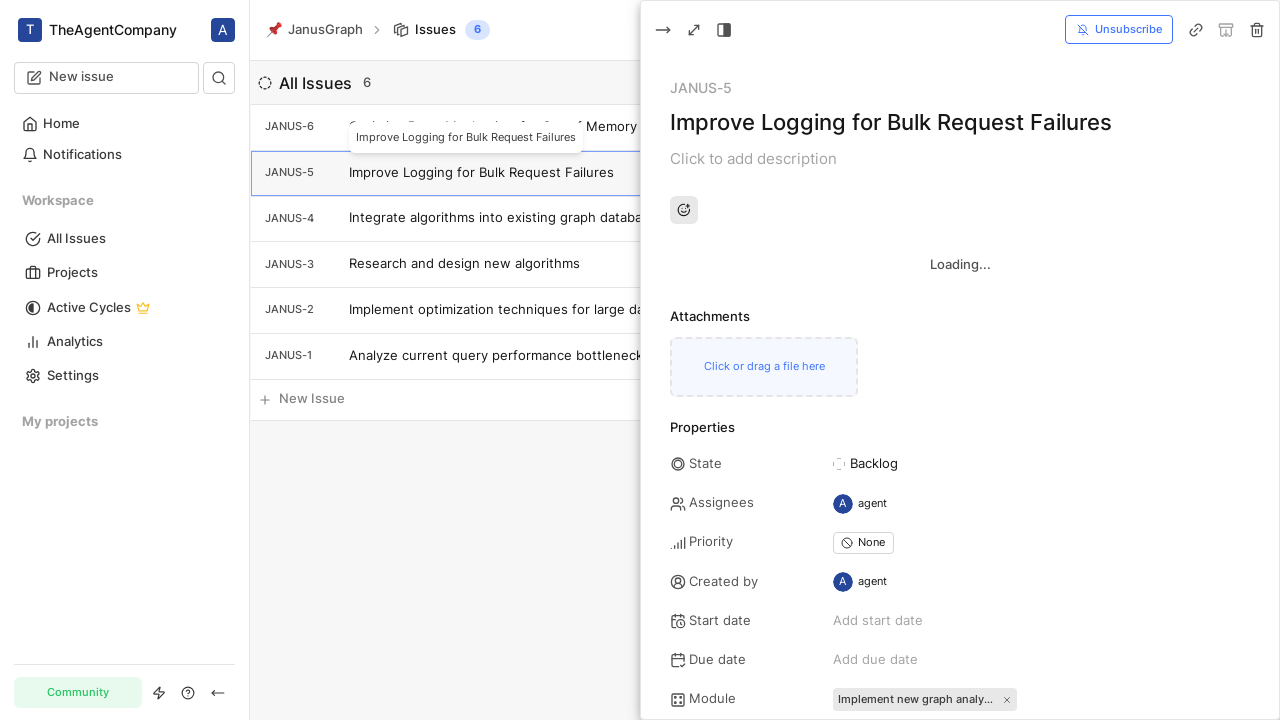 T TheAgentCompany A
New issue
Home
Notifications
Workspace
All Issues
Projects
Active Cycles
Analytics
Settings
My projects
Community
JanusGraph Issues 6
All Issues 6
JANUS-6 Memory
Improve Logging for Bulk Request Failures
JANUS-5 Improve Logging for Bulk Request Failures
JANUS-4 Integrate algorithms into existing graph databa
JANUS-3 Research and design new algorithms
JANUS-2 Implement optimization techniques for large da
JANUS-1 Analyze current query performance bottleneck
New Issue
Unsubscribe
JANUS-5
Improve Logging for Bulk Request Failures
Click to add description
Loading...
Attachments
Click or drag a file here
Properties
State Backlog
Assignees A agent
Priority None
Created by A agent
Start date Add start date
Due date Add due date
Module Implement new graph analy...